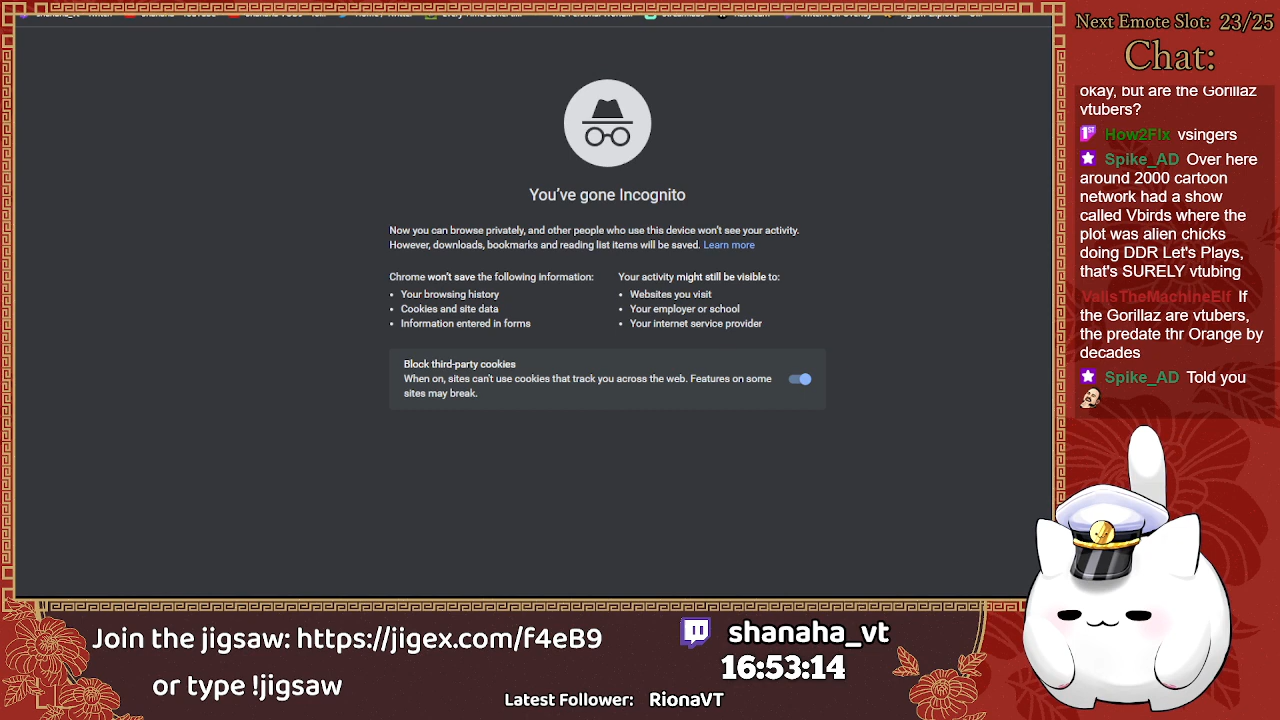 Next Emote Slot: 23/25
Chat:
okay, but are the Gorillaz
vtubers?
How2FIx vsingers
Spike_AD Over here
around 2000 cartoon
network had a show
called Vbirds where the
plot was alien chicks
doing DDR Let's Plays,
that's SURELY vtubing
VallsTheMachineElf If
the Gorillaz are vtubers,
the predate thr Orange by
decades
Spike_AD Told you
You've gone Incognito
Now you can browse privately, and other people who use this device won't see your activity.
However, downloads, bookmarks and reading list items will be saved. Learn more
Chrome won't save the following information:
• Your browsing history
• Cookies and site data
• Information entered in forms
Your activity might still be visible to:
• Websites you visit
• Your employer or school
• Your internet service provider
Block third-party cookies
When on, sites can't use cookies that track you across the web. Features on some
sites may break.
Join the jigsaw: https://jigex.com/f4eB9
or type !jigsaw
shanaha_vt
16:53:14
Latest Follower: RionaVT